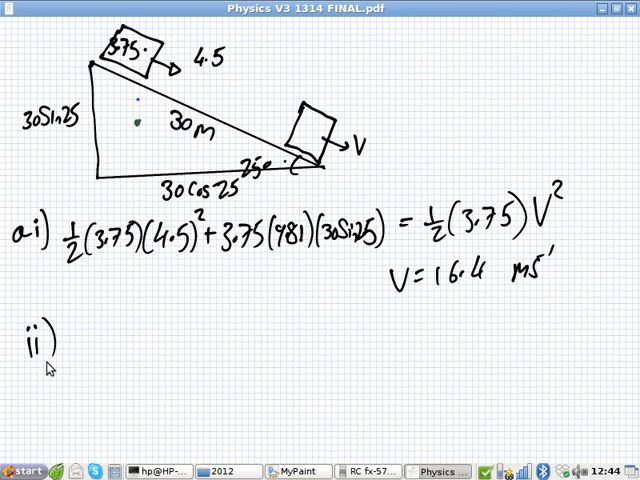 Physics V3 1314 FINAL.pdf
3.75
4.5
30Sin25
30m
25°
V
30Cos25
ai) ½(3.75)(4.5)² + 3.75(9.81)(30Sin25) = ½(3.75)V²
V = 16.4 ms⁻¹
ii)
start
hp@HP-...
2012
MyPaint
RC fx-57...
Physics ...
12:44